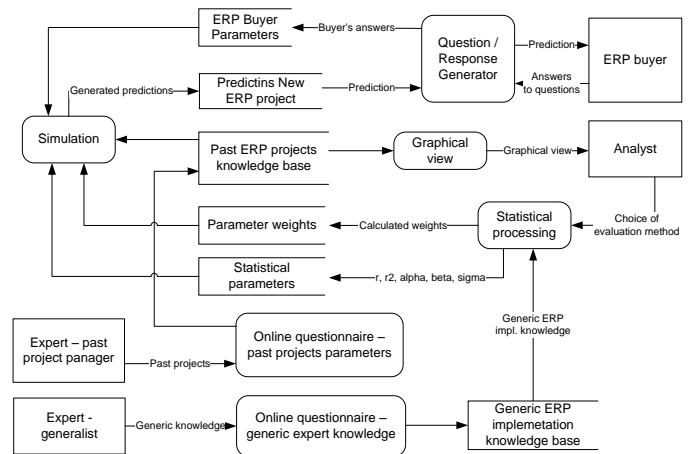 ERP Buyer
Parameters
Buyer's answers
Question /
Response
Generator
Prediction
ERP buyer
Answers
to questions
Generated predictions
Predictins New
ERP project
Prediction
Simulation
Past ERP projects
knowledge base
Graphical
view
Graphical view
Analyst
Choice of
evaluation method
Parameter weights
Calculated weights
Statistical
processing
Statistical
parameters
r, r2, alpha, beta, sigma
Generic ERP
impl. knowledge
Expert – past
project panager
Past projects
Online questionnaire –
past projects parameters
Expert -
generalist
Generic knowledge
Online questionnaire –
generic expert knowledge
Generic ERP
implemetation
knowledge base